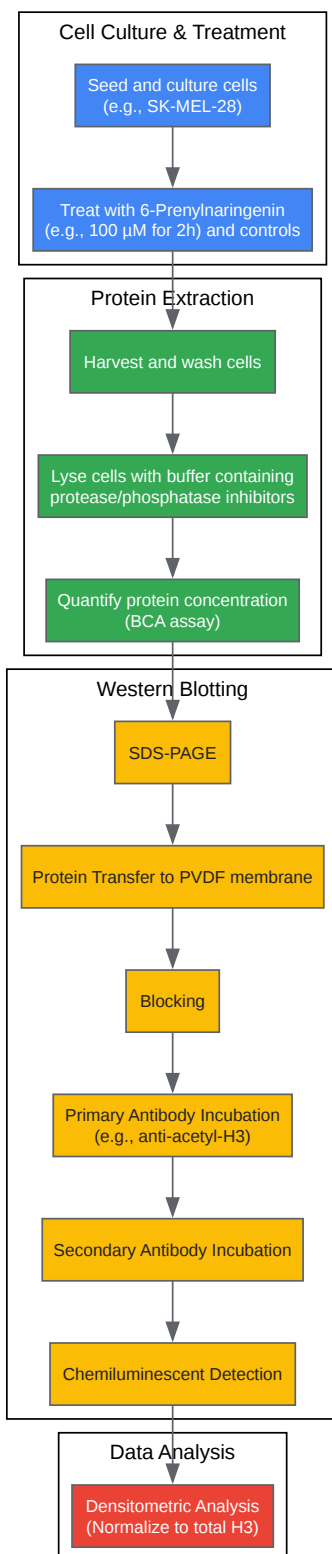 Cell Culture & Treatment
Seed and culture cells
(e.g., SK-MEL-28)
Treat with 6-Prenylnaringenin
(e.g., 100 µM for 2h) and controls
Protein Extraction
Harvest and wash cells
Lyse cells with buffer containing
protease/phosphatase inhibitors
Quantify protein concentration
(BCA assay)
Western Blotting
SDS-PAGE
Protein Transfer to PVDF membrane
Blocking
Primary Antibody Incubation
(e.g., anti-acetyl-H3)
Secondary Antibody Incubation
Chemiluminescent Detection
Data Analysis
Densitometric Analysis
(Normalize to total H3)